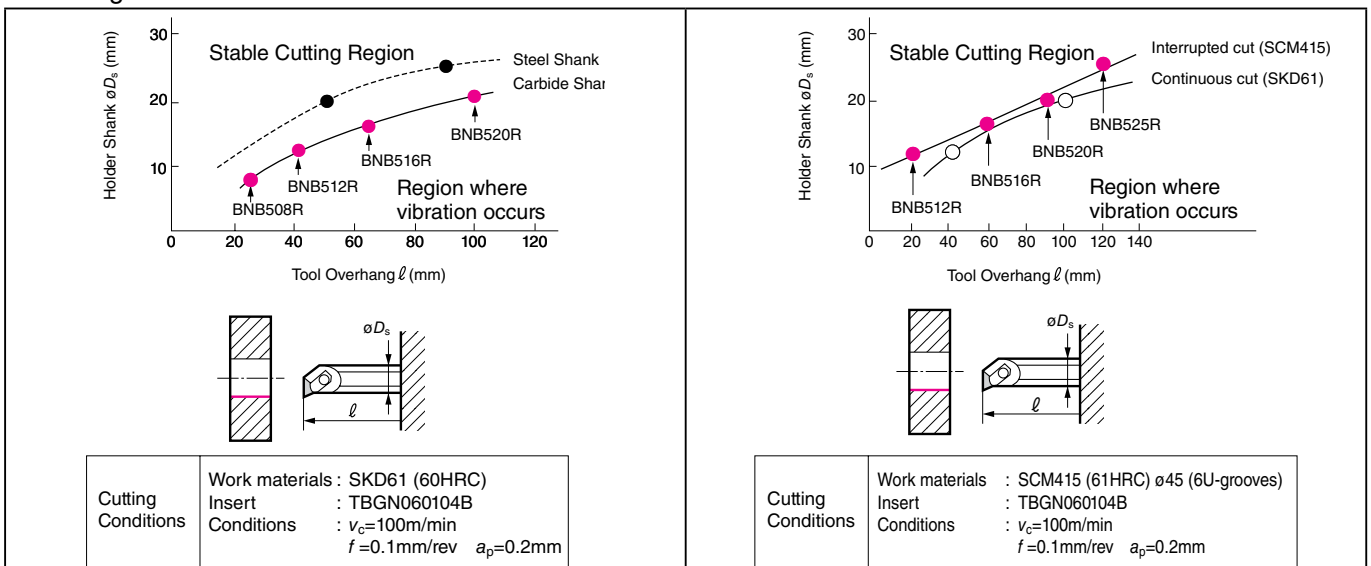 30
Stable Cutting Region
Steel Shank
Carbide Shar
Holder Shank øDs (mm)
20
BNB520R
BNB516R
10
BNB512R
Region where
vibration occurs
BNB508R
0 20 40 60 80 100 120
Tool Overhang ℓ (mm)
øDs
ℓ
Cutting
Conditions
Work materials : SKD61 (60HRC)
Insert : TBGN060104B
Conditions : vc=100m/min
f =0.1mm/rev ap=0.2mm
30
Stable Cutting Region
Interrupted cut (SCM415)
Continuous cut (SKD61)
Holder Shank øDs (mm)
20
BNB525R
BNB520R
10
BNB516R
Region where
vibration occurs
BNB512R
0 20 40 60 80 100 120 140
Tool Overhang ℓ (mm)
øDs
ℓ
Cutting
Conditions
Work materials : SCM415 (61HRC) ø45 (6U-grooves)
Insert : TBGN060104B
Conditions : vc=100m/min
f =0.1mm/rev ap=0.2mm